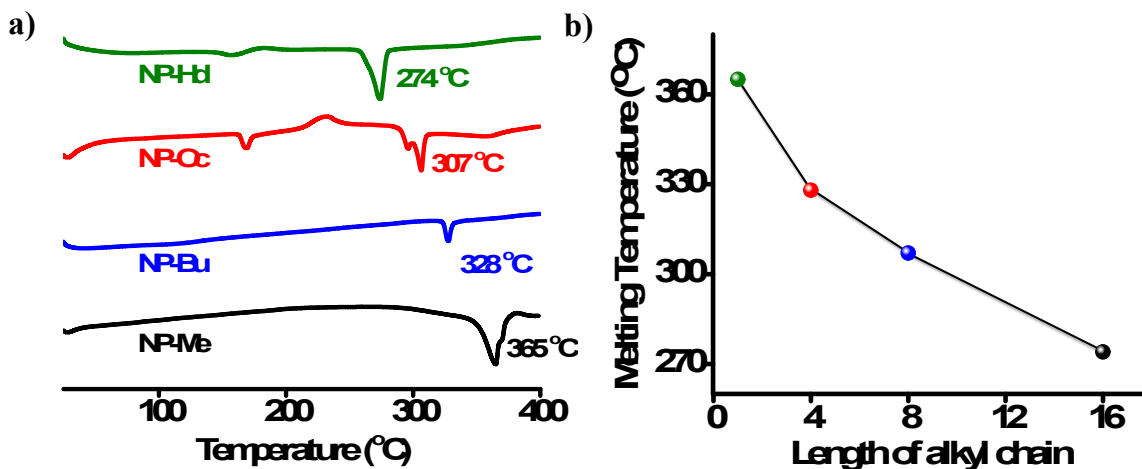 a)
NP-Hd
274 °C
NP-Oc
307 °C
NP-Bu
328 °C
NP-Me
365 °C
100 200 300 400
Temperature (°C)
b)
Melting Temperature (°C)
360
330
300
270
0 4 8 12 16
Length of alkyl chain